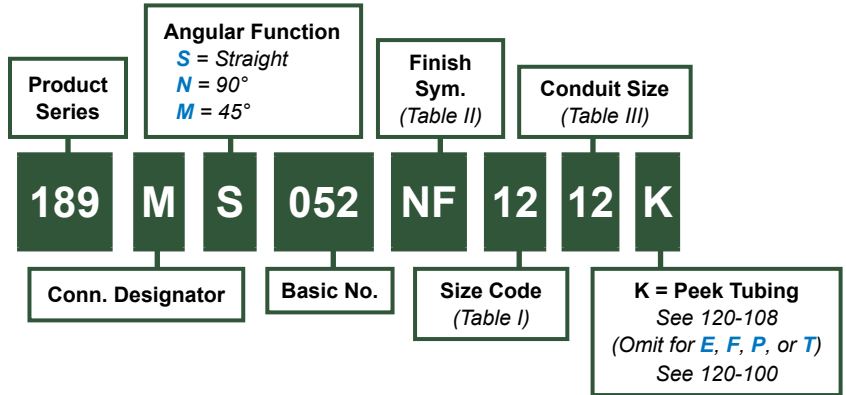 Product
Series
Angular Function
S = Straight
N = 90°
M = 45°
Finish
Sym.
(Table II)
Conduit Size
(Table III)
189 M S 052 NF 12 12 K
Conn. Designator
Basic No.
Size Code
(Table I)
K = Peek Tubing
See 120-108
(Omit for E, F, P, or T)
See 120-100